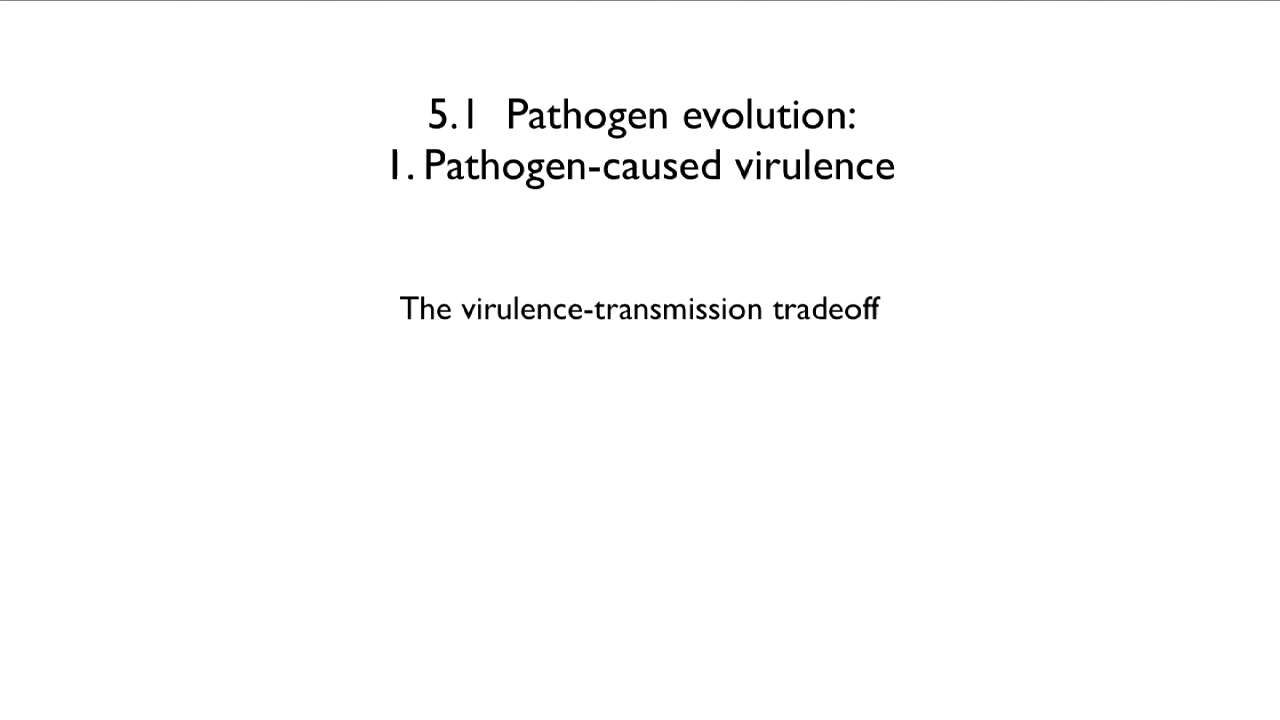 5.1 Pathogen evolution:
1. Pathogen-caused virulence
The virulence-transmission tradeoff